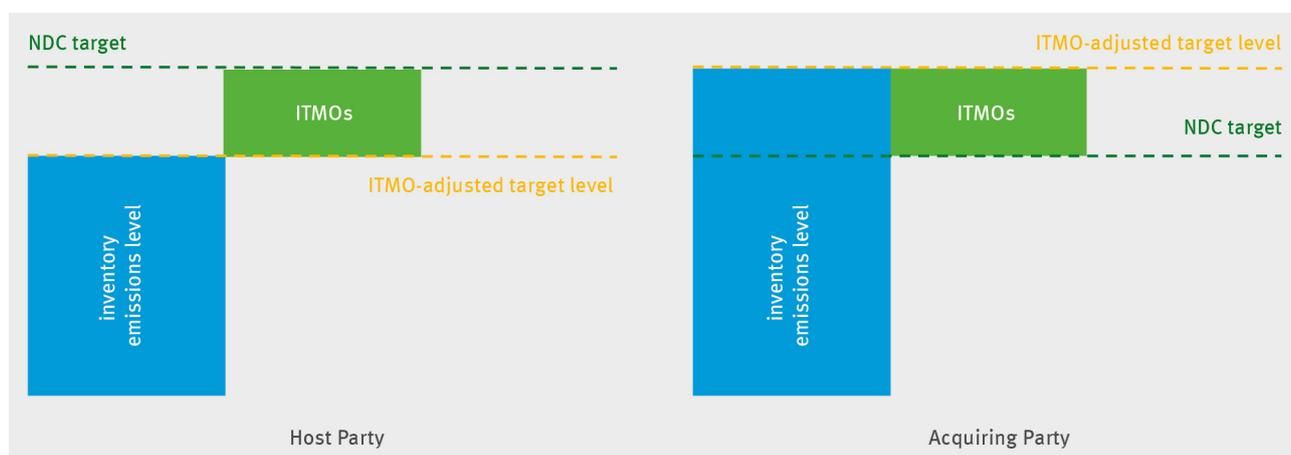 NDC target
ITMOs
ITMO-adjusted target level
inventory
emissions level
Host Party
ITMO-adjusted target level
ITMOs
NDC target
inventory
emissions level
Acquiring Party